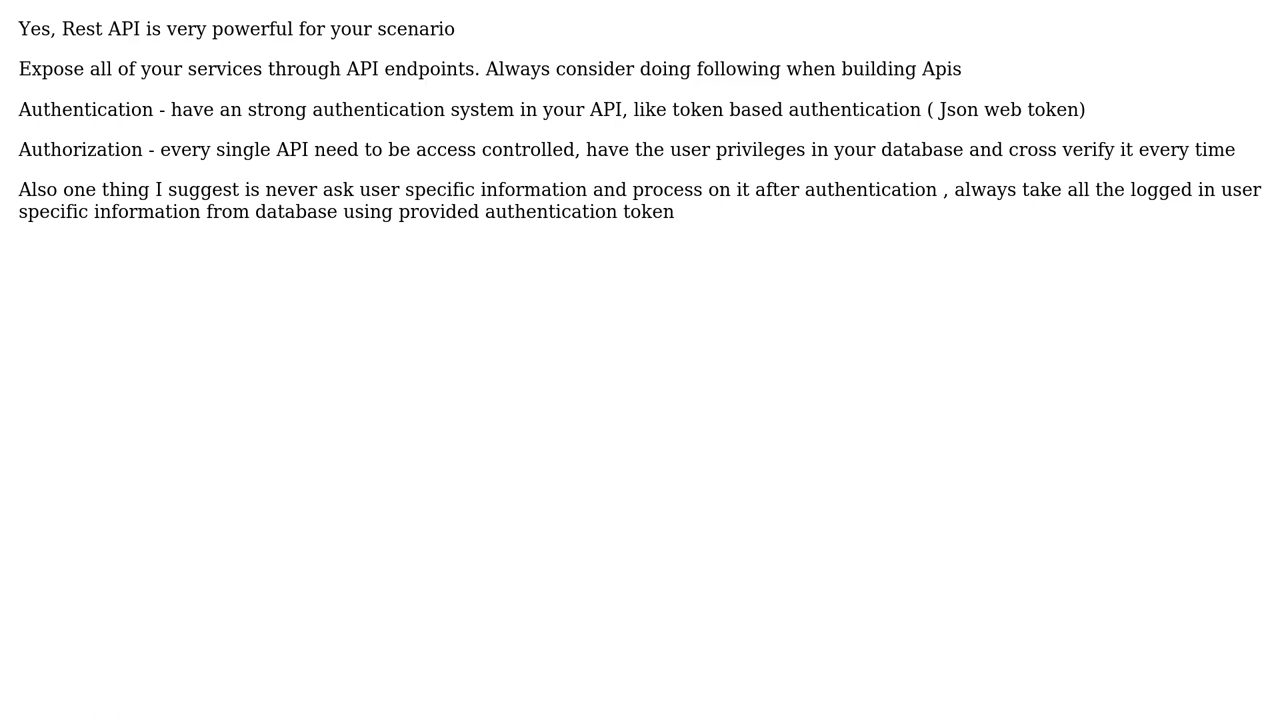 Yes, Rest API is very powerful for your scenario
Expose all of your services through API endpoints. Always consider doing following when building Apis
Authentication - have an strong authentication system in your API, like token based authentication ( Json web token)
Authorization - every single API need to be access controlled, have the user privileges in your database and cross verify it every time
Also one thing I suggest is never ask user specific information and process on it after authentication , always take all the logged in user
specific information from database using provided authentication token